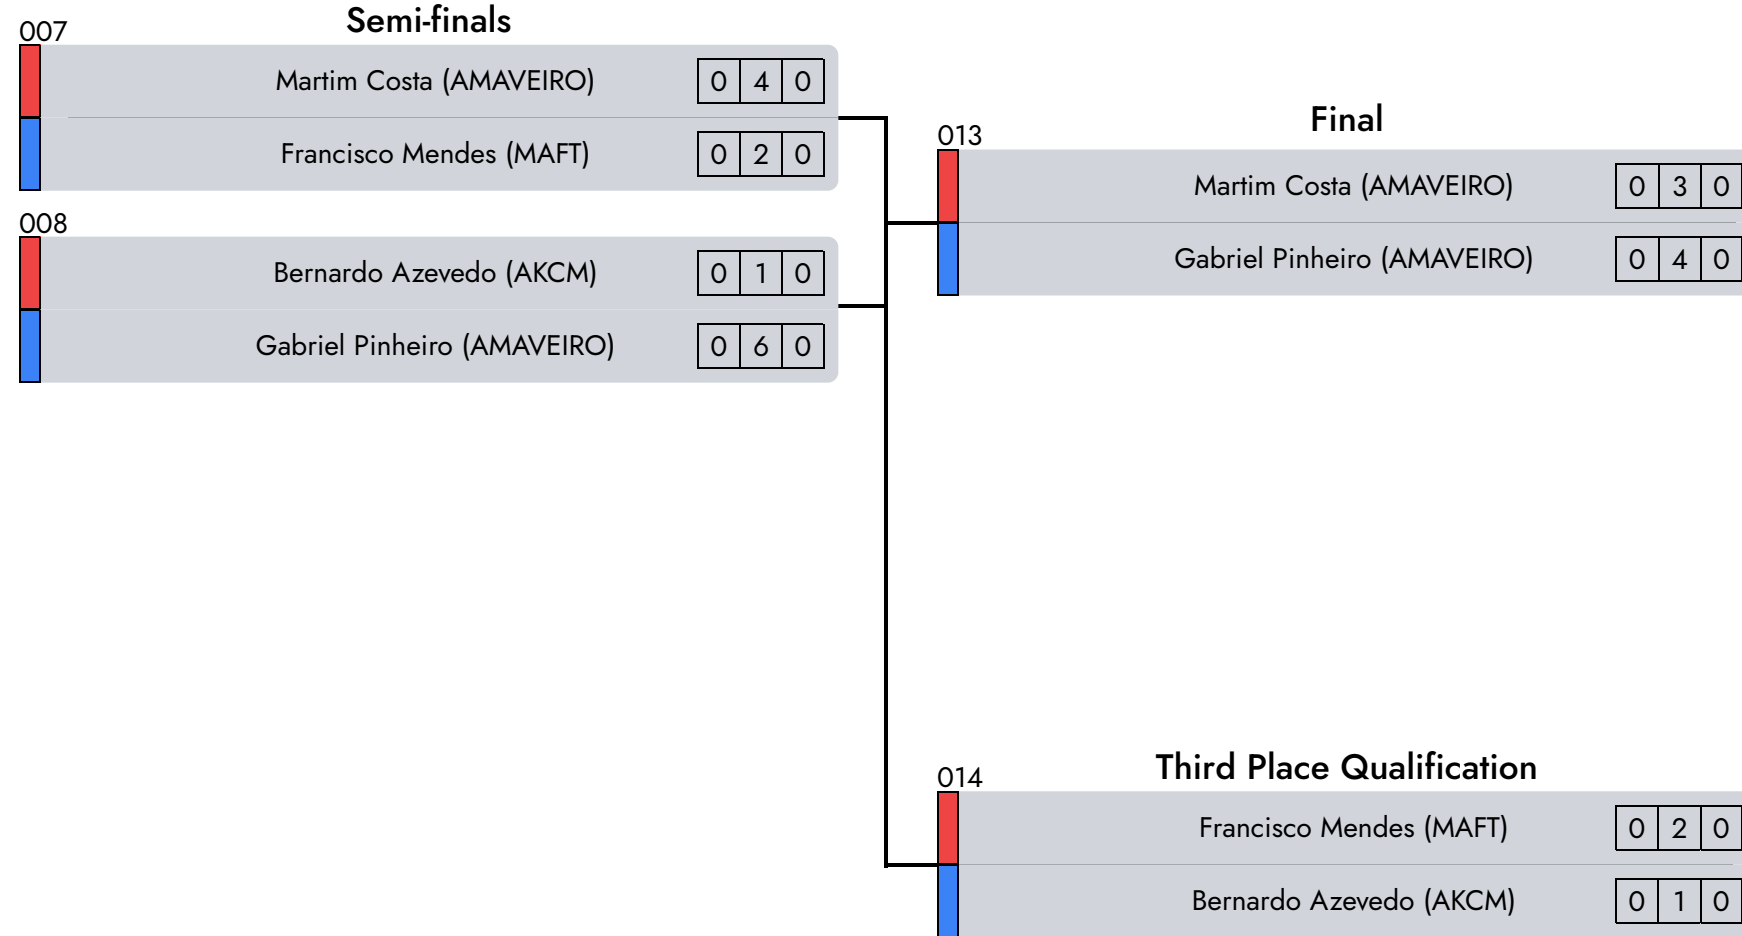 Semi-finals
007
Martim Costa (AMAVEIRO) 0 4 0
Francisco Mendes (MAFT) 0 2 0
008
Bernardo Azevedo (AKCM) 0 1 0
Gabriel Pinheiro (AMAVEIRO) 0 6 0
Final
013
Martim Costa (AMAVEIRO) 0 3 0
Gabriel Pinheiro (AMAVEIRO) 0 4 0
Third Place Qualification
014
Francisco Mendes (MAFT) 0 2 0
Bernardo Azevedo (AKCM) 0 1 0